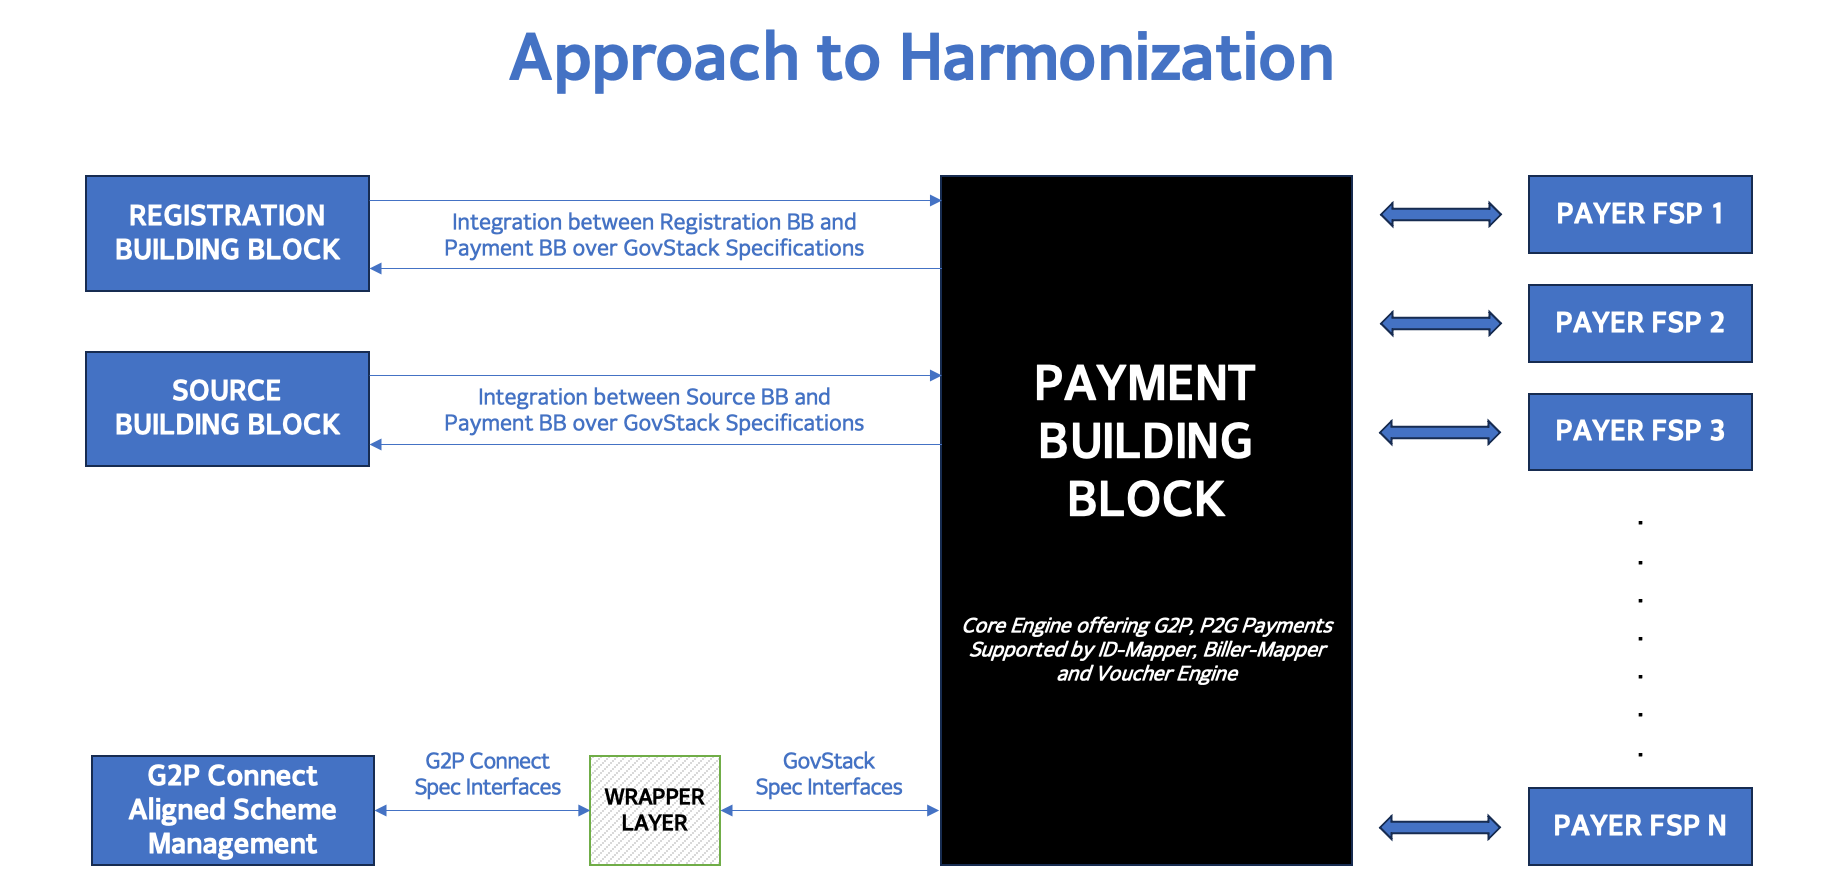 Approach to Harmonization
REGISTRATION
BUILDING BLOCK
Integration between Registration BB and
Payment BB over GovStack Specifications
SOURCE
BUILDING BLOCK
Integration between Source BB and
Payment BB over GovStack Specifications
G2P Connect
Aligned Scheme
Management
G2P Connect
Spec Interfaces
WRAPPER
LAYER
GovStack
Spec Interfaces
PAYMENT
BUILDING
BLOCK
Core Engine offering G2P, P2G Payments
Supported by ID-Mapper, Biller-Mapper
and Voucher Engine
PAYER FSP 1
PAYER FSP 2
PAYER FSP 3
.
.
.
.
.
.
.
PAYER FSP N